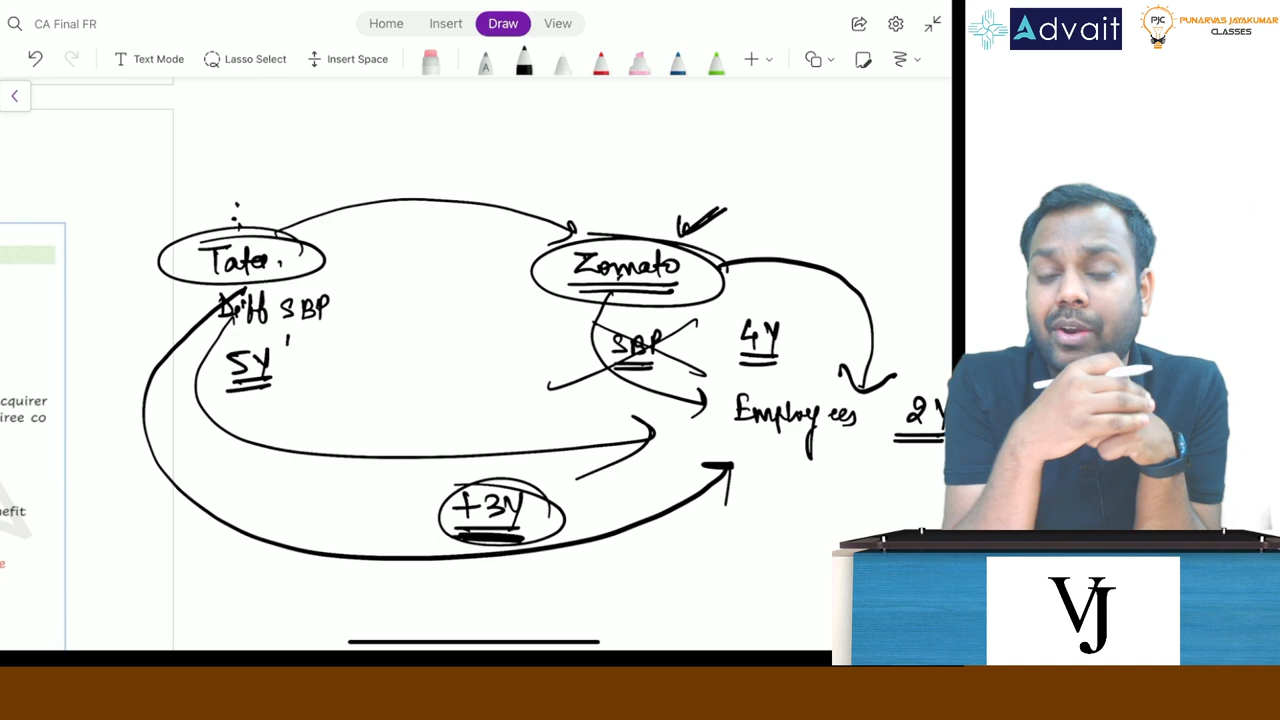 CA Final FR
Home Insert Draw View
Advait
PJC PUNARVAS JAYAKUMAR
CLASSES
Text Mode Lasso Select Insert Space
A
Tata
Zomato
Diff SBP
SBP
4Y
5Y
Employees
2Y
+3Y
cquirer
iree co
nefit
e
VJ